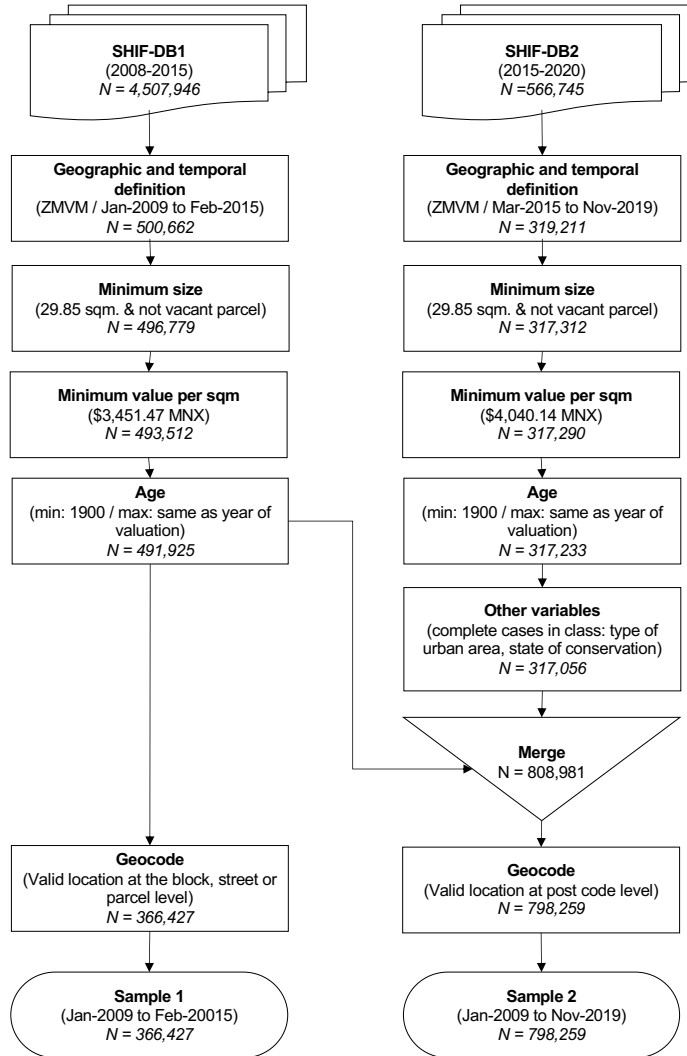 SHIF-DB1
(2008-2015)
N = 4,507,946
Geographic and temporal
definition
(ZMVM / Jan-2009 to Feb-2015)
N = 500,662
Minimum size
(29.85 sqm. & not vacant parcel)
N = 496,779
Minimum value per sqm
($3,451.47 MNX)
N = 493,512
Age
(min: 1900 / max: same as year of
valuation)
N = 491,925
Geocode
(Valid location at the block, street or
parcel level)
N = 366,427
Sample 1
(Jan-2009 to Feb-20015)
N = 366,427
SHIF-DB2
(2015-2020)
N =566,745
Geographic and temporal
definition
(ZMVM / Mar-2015 to Nov-2019)
N = 319,211
Minimum size
(29.85 sqm. & not vacant parcel)
N = 317,312
Minimum value per sqm
($4,040.14 MNX)
N = 317,290
Age
(min: 1900 / max: same as year of
valuation)
N = 317,233
Other variables
(complete cases in class: type of
urban area, state of conservation)
N = 317,056
Merge
N = 808,981
Geocode
(Valid location at post code level)
N = 798,259
Sample 2
(Jan-2009 to Nov-2019)
N = 798,259